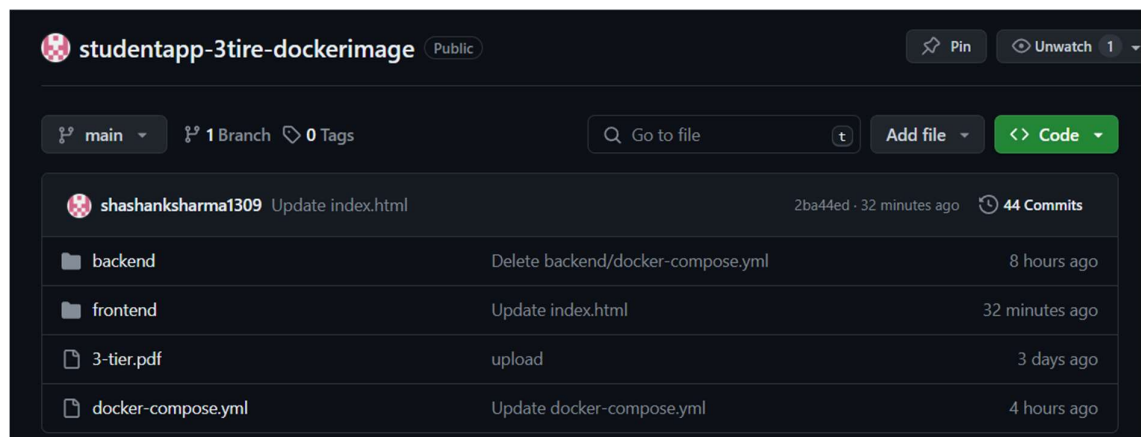 studentapp-3tire-dockerimage Public Pin Unwatch 1
main 1 Branch 0 Tags Go to file t Add file Code
shashanksharma1309 Update index.html 2ba44ed · 32 minutes ago 44 Commits
backend Delete backend/docker-compose.yml 8 hours ago
frontend Update index.html 32 minutes ago
3-tier.pdf upload 3 days ago
docker-compose.yml Update docker-compose.yml 4 hours ago